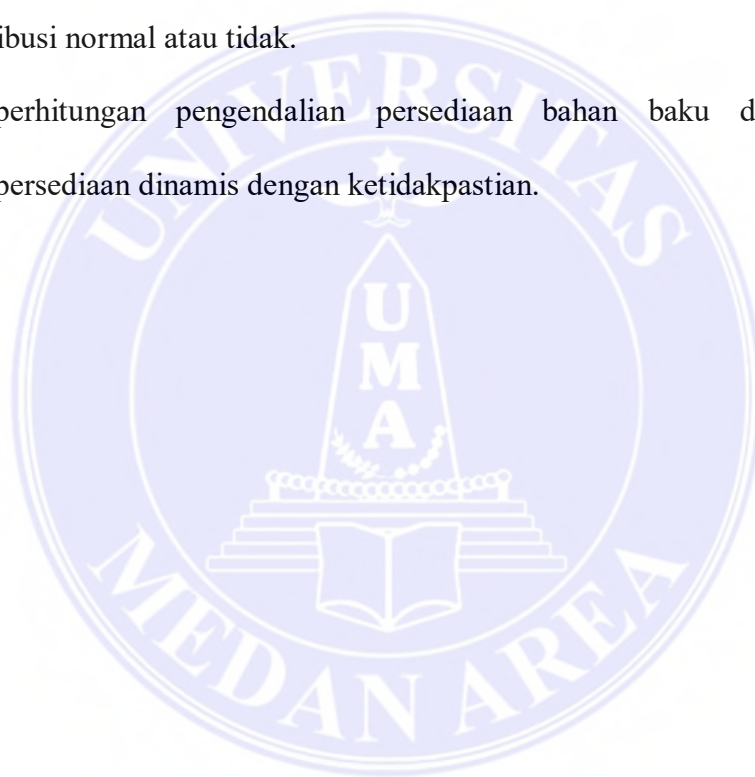 ibusi normal atau tidak.
perhitungan pengendalian persediaan bahan baku d
persediaan dinamis dengan ketidakpastian.
UNIVERSITAS
U
M
A
MEDAN AREA